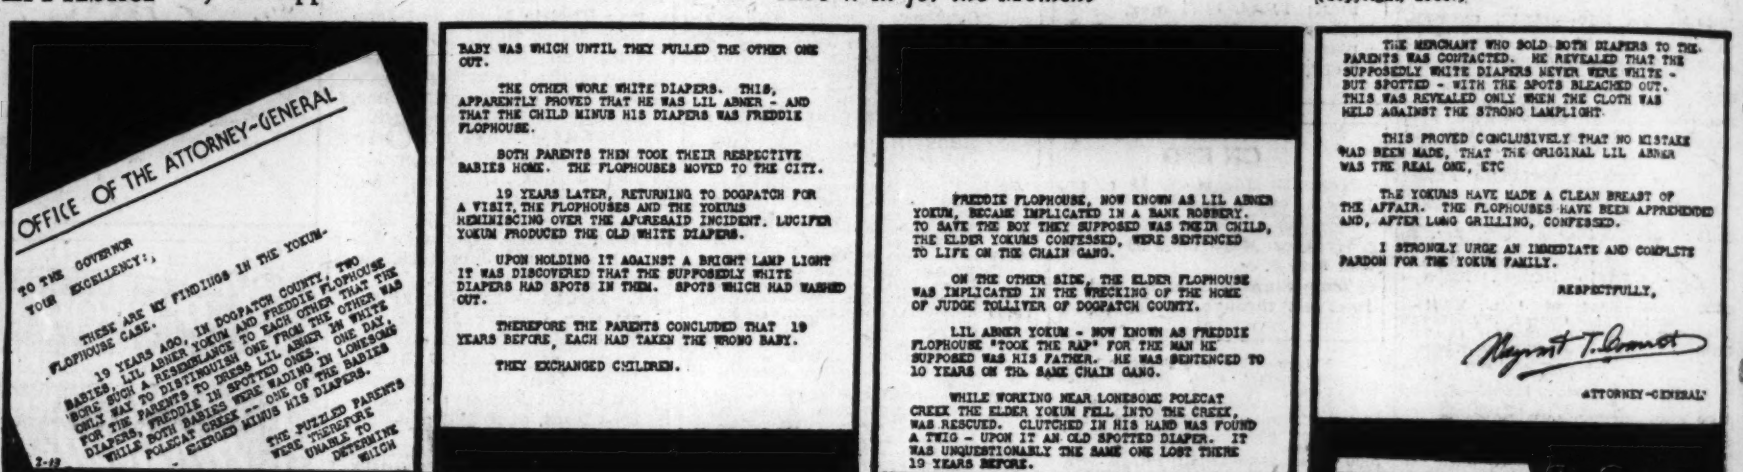 OFFICE OF THE ATTORNEY-GENERAL
TO THE GOVERNOR
YOUR EXCELLENCY:
THESE ARE MY FINDINGS IN THE YOKUM-
FLOPHOUSE CASE.
19 YEARS AGO, IN DOGPATCH COUNTY, TWO
BABIES, LIL ABNER YOKUM AND FREDDIE FLOPHOUSE
BORE SUCH A RESEMBLANCE TO EACH OTHER THAT THE
ONLY WAY TO DISTINGUISH ONE FROM THE OTHER WAS
FOR THE PARENTS TO DRESS LIL ABNER IN WHITE
DIAPERS, FREDDIE IN SPOTTED ONES. ONE DAY,
WHILE BOTH BABIES WERE WADING IN LONESOME
POLECAT CREEK -- ONE OF THE BABIES
EMERGED MINUS HIS DIAPERS.
THE PUZZLED PARENTS
WERE THEREFORE
UNABLE TO
DETERMINE
WHICH
2-19
BABY WAS WHICH UNTIL THEY PULLED THE OTHER ONE
OUT.
THE OTHER WORE WHITE DIAPERS. THIS,
APPARENTLY PROVED THAT HE WAS LIL ABNER - AND
THAT THE CHILD MINUS HIS DIAPERS WAS FREDDIE
FLOPHOUSE.
BOTH PARENTS THEN TOOK THEIR RESPECTIVE
BABIES HOME. THE FLOPHOUSES MOVED TO THE CITY.
19 YEARS LATER, RETURNING TO DOGPATCH FOR
A VISIT, THE FLOPHOUSES AND THE YOKUMS
REMINISCING OVER THE AFORESAID INCIDENT. LUCIFER
YOKUM PRODUCED THE OLD WHITE DIAPERS.
UPON HOLDING IT AGAINST A BRIGHT LAMP LIGHT
IT WAS DISCOVERED THAT THE SUPPOSEDLY WHITE
DIAPERS HAD SPOTS IN THEM. SPOTS WHICH HAD WASHED
OUT.
THEREFORE THE PARENTS CONCLUDED THAT 19
YEARS BEFORE, EACH HAD TAKEN THE WRONG BABY.
THEY EXCHANGED CHILDREN.
FREDDIE FLOPHOUSE, NOW KNOWN AS LIL ABNER
YOKUM, BECAME IMPLICATED IN A BANK ROBBERY.
TO SAVE THE BOY THEY SUPPOSED WAS THEIR CHILD,
THE ELDER YOKUMS CONFESSED, WERE SENTENCED
TO LIFE ON THE CHAIN GANG.
ON THE OTHER SIDE, THE ELDER FLOPHOUSE
WAS IMPLICATED IN THE WRECKING OF THE HOME
OF JUDGE TOLLIVER OF DOGPATCH COUNTY.
LIL ABNER YOKUM - NOW KNOWN AS FREDDIE
FLOPHOUSE "TOOK THE RAP" FOR THE MAN HE
SUPPOSED WAS HIS FATHER. HE WAS SENTENCED TO
10 YEARS ON THE SAME CHAIN GANG.
WHILE WORKING NEAR LONESOME POLECAT
CREEK THE ELDER YOKUM FELL INTO THE CREEK,
WAS RESCUED. CLUTCHED IN HIS HAND WAS FOUND
A TWIG - UPON IT AN OLD SPOTTED DIAPER. IT
WAS UNQUESTIONABLY THE SAME ONE LOST THERE
19 YEARS BEFORE.
THE MERCHANT WHO SOLD BOTH DIAPERS TO THE
PARENTS WAS CONTACTED. HE REVEALED THAT THE
SUPPOSEDLY WHITE DIAPERS NEVER WERE WHITE -
BUT SPOTTED - WITH THE SPOTS BLEACHED OUT.
THIS WAS REVEALED ONLY WHEN THE CLOTH WAS
HELD AGAINST THE STRONG LAMPLIGHT.
THIS PROVED CONCLUSIVELY THAT NO MISTAKE
HAD BEEN MADE, THAT THE ORIGINAL LIL ABNER
WAS THE REAL ONE, ETC
THE YOKUMS HAVE MADE A CLEAN BREAST OF
THE AFFAIR. THE FLOPHOUSES HAVE BEEN APPREHENDED
AND, AFTER LONG GRILLING, CONFESSED.
I STRONGLY URGE AN IMMEDIATE AND COMPLETE
PARDON FOR THE YOKUM FAMILY.
RESPECTFULLY,
ATTORNEY-GENERAL